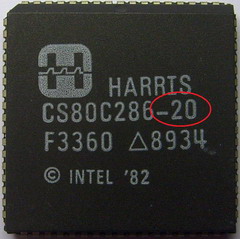 HARRIS
CS80C286-20
F3360 △8934
© INTEL '82